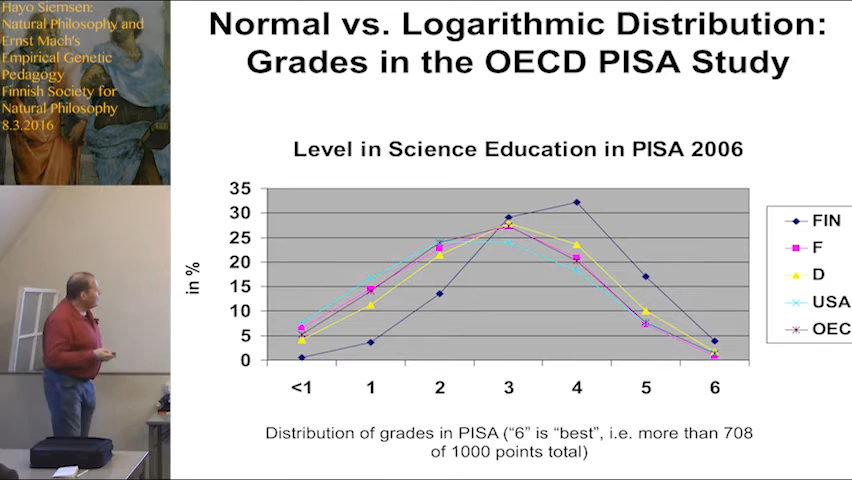 Hayo Siemsen:
Natural Philosophy and
Ernst Mach's
Empirical Genetic
Pedagogy
Finnish Society for
Natural Philosophy
8.3.2016
Normal vs. Logarithmic Distribution:
Grades in the OECD PISA Study
Level in Science Education in PISA 2006
35
30
25
20
15
10
5
0
in %
<1 1 2 3 4 5 6
FIN
F
D
USA
OEC
Distribution of grades in PISA (“6” is “best”, i.e. more than 708
of 1000 points total)